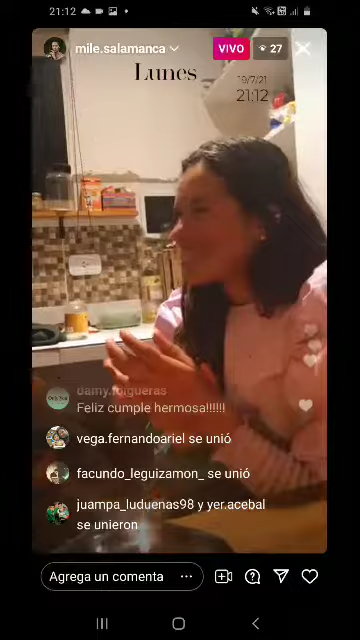 21:12
mile.salamanca
VIVO
27
Lunes
19/7/21
21:12
damy.folgueras
Feliz cumple hermosa!!!!!!
vega.fernandoariel se unió
facundo_leguizamon_ se unió
juampa_luduenas98 y yer.acebal
se unieron
Agrega un comentario